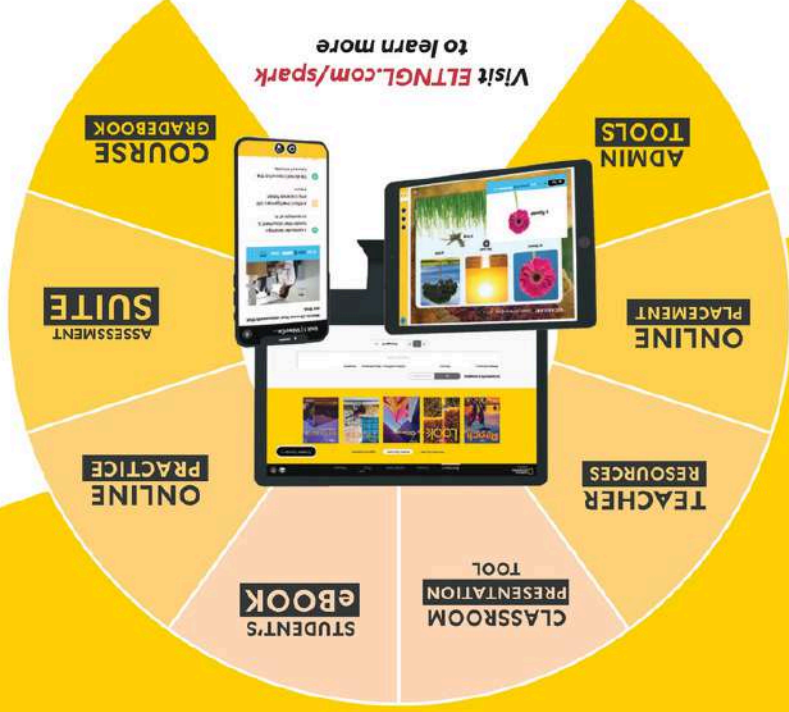 CLASSROOM
PRESENTATION
TOOL
STUDENT'S
eBOOK
TEACHER
RESOURCES
ONLINE
PRACTICE
ONLINE
PLACEMENT
ASSESSMENT
SUITE
ADMIN
TOOLS
COURSE
GRADEBOOK
Look
Visit ELTNGL.com/spark
to learn more